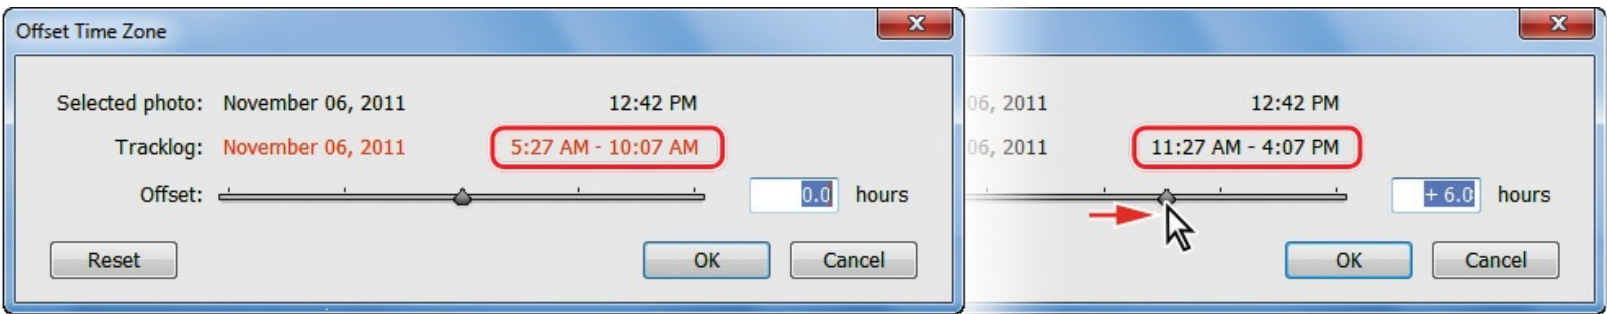 Offset Time Zone
Selected photo: November 06, 2011 12:42 PM
Tracklog: November 06, 2011 5:27 AM - 10:07 AM
Offset: 0.0 hours
Reset OK Cancel
06, 2011 12:42 PM
06, 2011 11:27 AM - 4:07 PM
+ 6.0 hours
OK Cancel